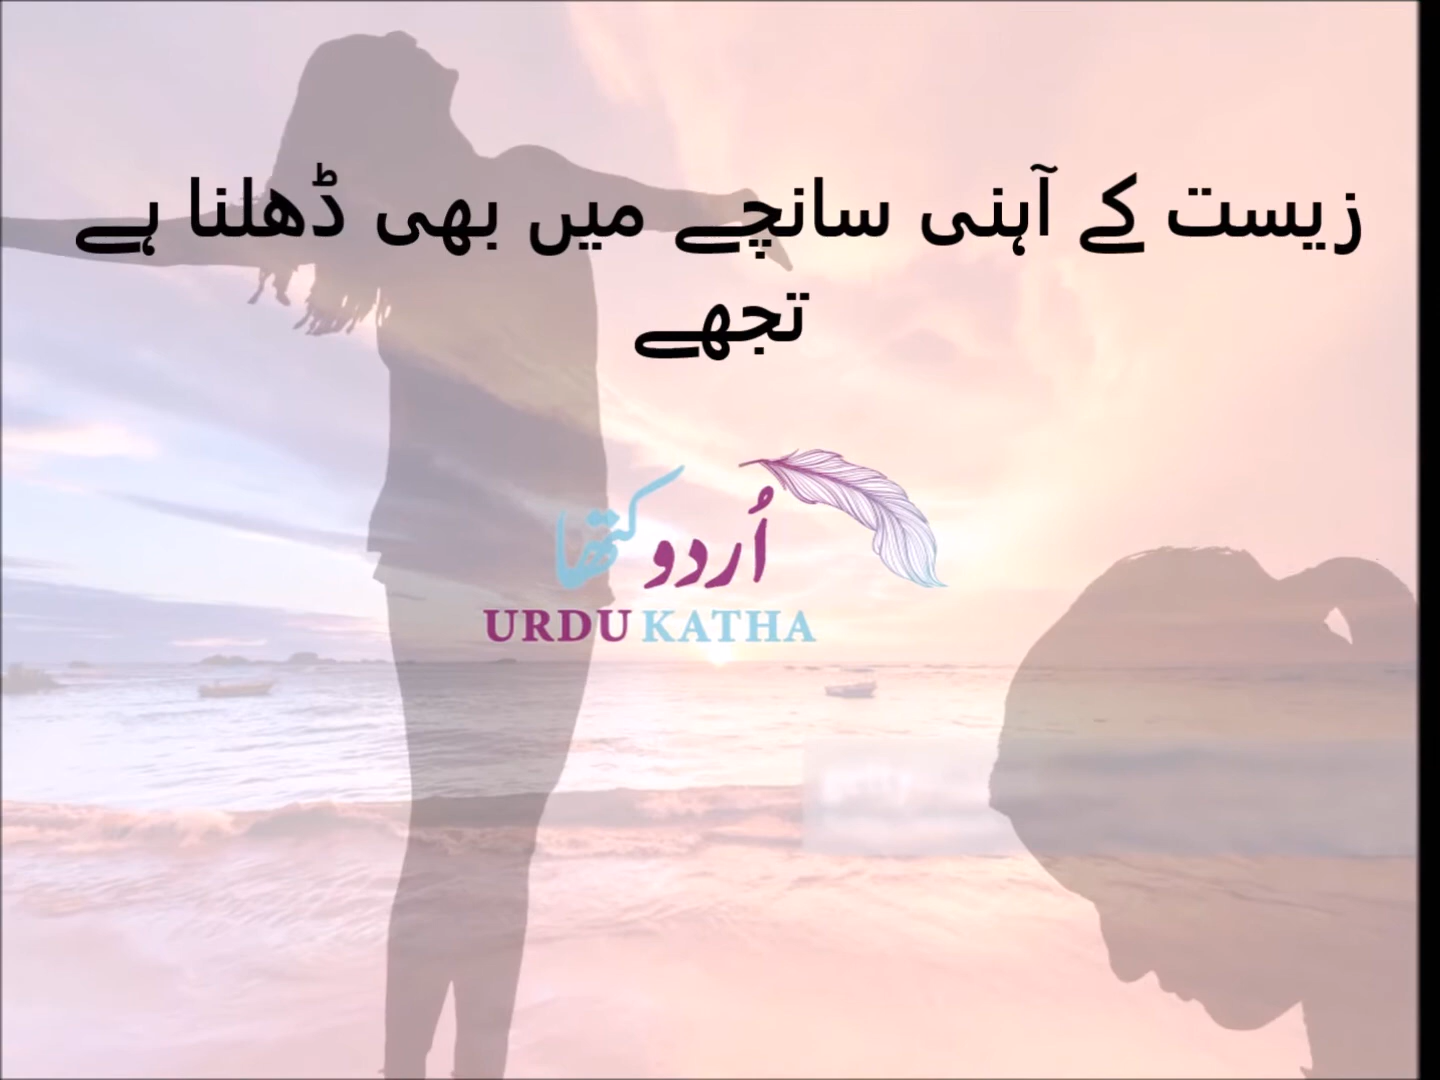 زیست کے آہنی سانچے میں بھی ڈھلنا ہے
تجھے
اُردو کتھا
URDU KATHA